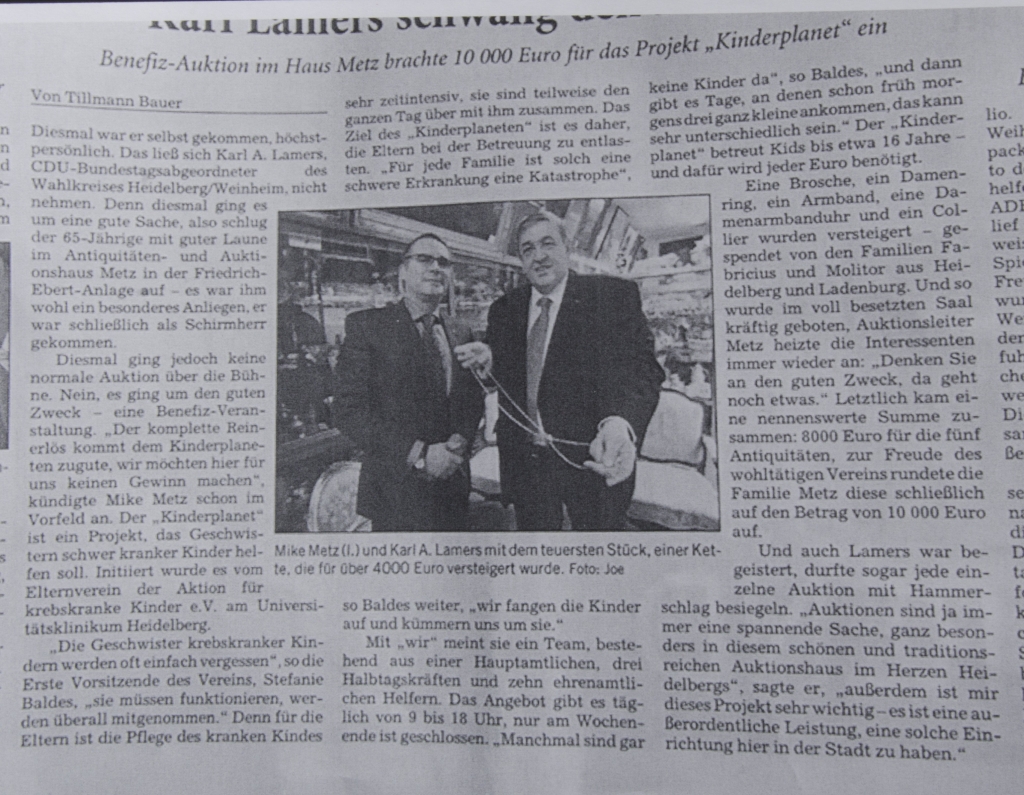 Karl Lamers schwang
Benefiz-Auktion im Haus Metz brachte 10 000 Euro für das Projekt „Kinderplanet“ ein
Von Tillmann Bauer
Diesmal war er selbst gekommen, höchst-
persönlich. Das ließ sich Karl A. Lamers,
CDU-Bundestagsabgeordneter des
Wahlkreises Heidelberg/Weinheim, nicht
nehmen. Denn diesmal ging es
um eine gute Sache, also schlug
der 65-Jährige mit guter Laune
im Antiquitäten- und Aukti-
onshaus Metz in der Friedrich-
Ebert-Anlage auf – es war ihm
wohl ein besonderes Anliegen, er
war schließlich als Schirmherr
gekommen.
Diesmal ging jedoch keine
normale Auktion über die Büh-
ne. Nein, es ging um den guten
Zweck – eine Benefiz-Veran-
staltung. „Der komplette Rein-
erlös kommt dem Kinderplane-
ten zugute, wir möchten hier für
uns keinen Gewinn machen“,
kündigte Mike Metz schon im
Vorfeld an. Der „Kinderplanet“
ist ein Projekt, das Geschwis-
tern schwer kranker Kinder hel-
fen soll. Initiiert wurde es vom
Elternverein der Aktion für
krebskranke Kinder e.V. am Universi-
tätsklinikum Heidelberg.
„Die Geschwister krebskranker Kin-
dern werden oft einfach vergessen“, so die
Erste Vorsitzende des Vereins, Stefanie
Baldes, „sie müssen funktionieren, wer-
den überall mitgenommen.“ Denn für die
Eltern ist die Pflege des kranken Kindes
sehr zeitintensiv, sie sind teilweise den
ganzen Tag über mit ihm zusammen. Das
Ziel des „Kinderplaneten“ ist es daher,
die Eltern bei der Betreuung zu entlas-
ten. „Für jede Familie ist solch eine
schwere Erkrankung eine Katastrophe“,
Mike Metz (l.) und Karl A. Lamers mit dem teuersten Stück, einer Ket-
te, die für über 4000 Euro versteigert wurde. Foto: Joe
so Baldes weiter, „wir fangen die Kinder
auf und kümmern uns um sie.“
Mit „wir“ meint sie ein Team, beste-
hend aus einer Hauptamtlichen, drei
Halbtagskräften und zehn ehrenamtli-
chen Helfern. Das Angebot gibt es täg-
lich von 9 bis 18 Uhr, nur am Wochen-
ende ist geschlossen. „Manchmal sind gar
keine Kinder da“, so Baldes, „und dann
gibt es Tage, an denen schon früh mor-
gens drei ganz kleine ankommen, das kann
sehr unterschiedlich sein.“ Der „Kinder-
planet“ betreut Kids bis etwa 16 Jahre –
und dafür wird jeder Euro benötigt.
Eine Brosche, ein Damen-
ring, ein Armband, eine Da-
menarmbanduhr und ein Col-
lier wurden versteigert – ge-
spendet von den Familien Fa-
bricius und Molitor aus Hei-
delberg und Ladenburg. Und so
wurde im voll besetzten Saal
kräftig geboten, Auktionsleiter
Metz heizte die Interessenten
immer wieder an: „Denken Sie
an den guten Zweck, da geht
noch etwas.“ Letztlich kam ei-
ne nennenswerte Summe zu-
sammen: 8000 Euro für die fünf
Antiquitäten, zur Freude des
wohltätigen Vereins rundete die
Familie Metz diese schließlich
auf den Betrag von 10 000 Euro
auf.
Und auch Lamers war be-
geistert, durfte sogar jede ein-
zelne Auktion mit Hammer-
schlag besiegeln. „Auktionen sind ja im-
mer eine spannende Sache, ganz beson-
ders in diesem schönen und traditions-
reichen Auktionshaus im Herzen Hei-
delbergs“, sagte er, „außerdem ist mir
dieses Projekt sehr wichtig – es ist eine au-
ßerordentliche Leistung, eine solche Ein-
richtung hier in der Stadt zu haben.“